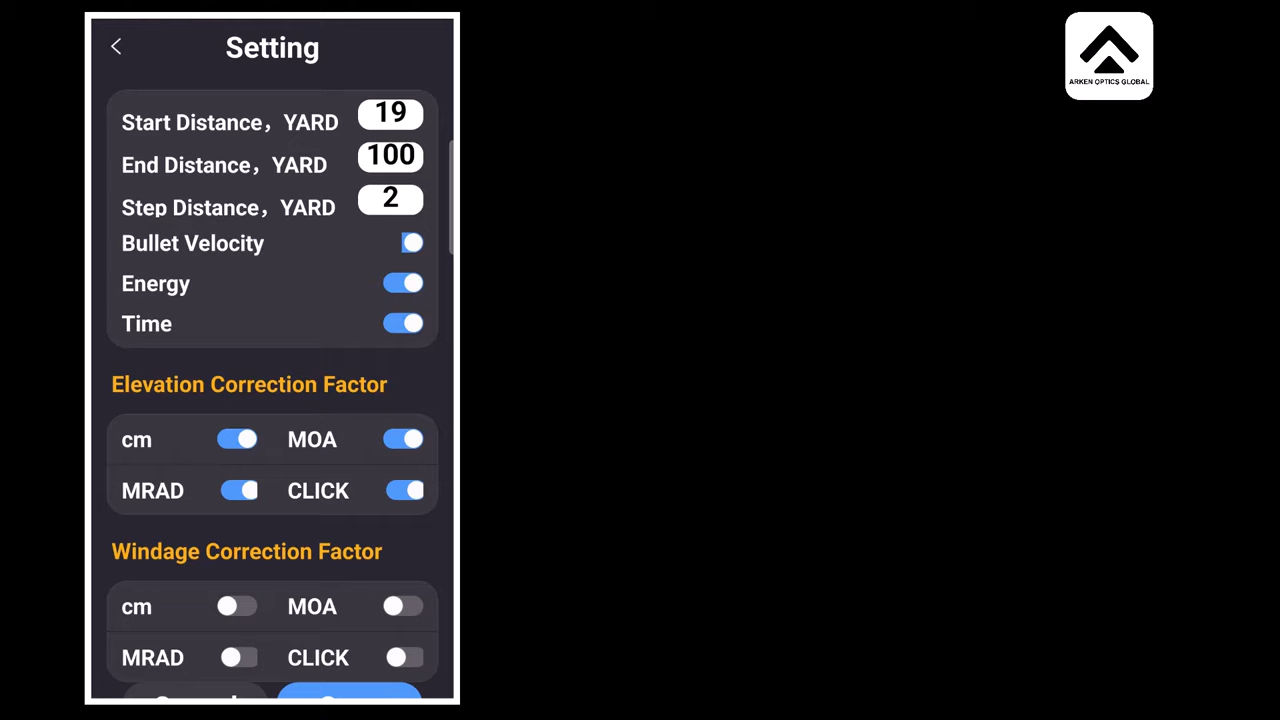 Setting
ARKEN OPTICS GLOBAL
Start Distance，YARD 19
End Distance，YARD 100
Step Distance，YARD 2
Bullet Velocity
Energy
Time
Elevation Correction Factor
cm MOA
MRAD CLICK
Windage Correction Factor
cm MOA
MRAD CLICK